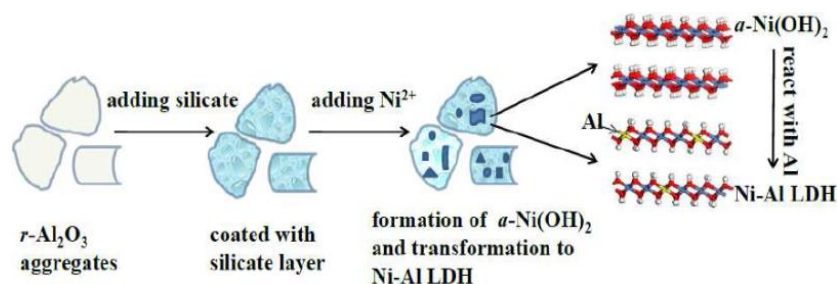 adding silicate
adding Ni²⁺
a-Ni(OH)₂
react with Al
Al
Ni-Al LDH
r-Al₂O₃
aggregates
coated with
silicate layer
formation of a-Ni(OH)₂
and transformation to
Ni-Al LDH